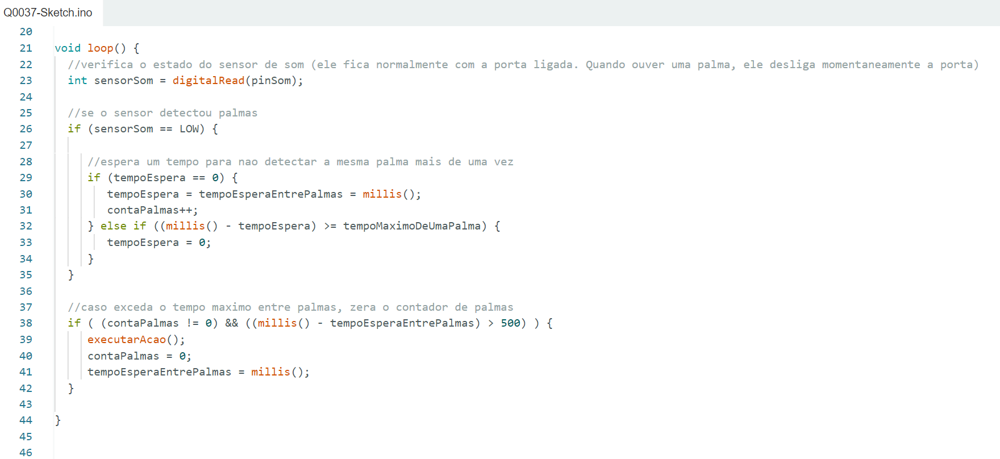 Q0037-Sketch.ino
20
21 void loop() {
22 //verifica o estado do sensor de som (ele fica normalmente com a porta ligada. Quando ouver uma palma, ele desliga momentaneamente a porta)
23 int sensorSom = digitalRead(pinSom);
24
25 //se o sensor detectou palmas
26 if (sensorSom == LOW) {
27
28 //espera um tempo para nao detectar a mesma palma mais de uma vez
29 if (tempoEspera == 0) {
30 tempoEspera = tempoEsperaEntrePalmas = millis();
31 contaPalmas++;
32 } else if ((millis() - tempoEspera) >= tempoMaximoDeUmaPalma) {
33 tempoEspera = 0;
34 }
35 }
36
37 //caso exceda o tempo maximo entre palmas, zera o contador de palmas
38 if ( (contaPalmas != 0) && ((millis() - tempoEsperaEntrePalmas) > 500) ) {
39 executarAcao();
40 contaPalmas = 0;
41 tempoEsperaEntrePalmas = millis();
42 }
43
44 }
45
46